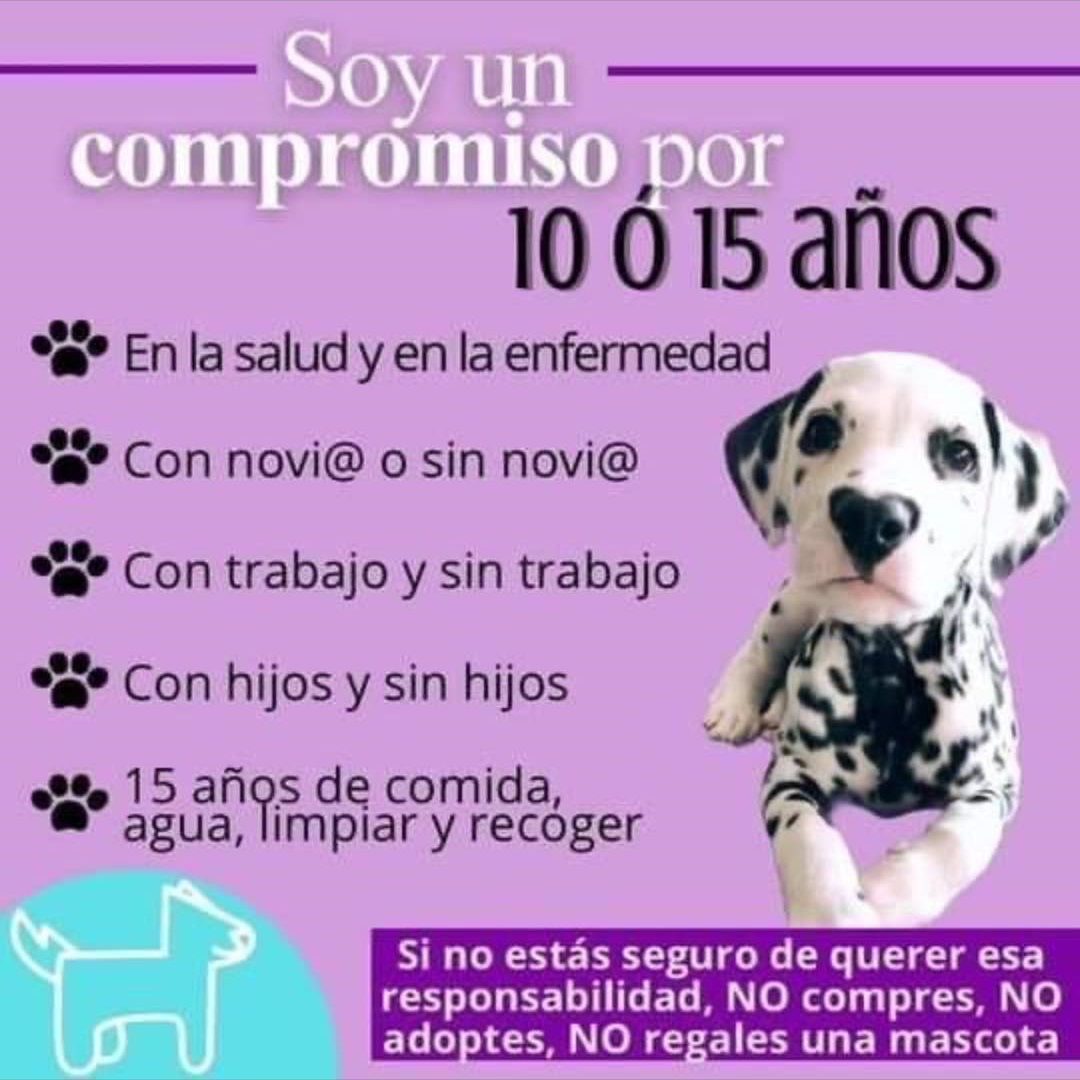 Soy un
compromiso por
10 Ó 15 años
En la salud y en la enfermedad
Con novi@ o sin novi@
Con trabajo y sin trabajo
Con hijos y sin hijos
15 años de comida,
agua, limpiar y recoger
Si no estás seguro de querer esa
responsabilidad, NO compres, NO
adoptes, NO regales una mascota